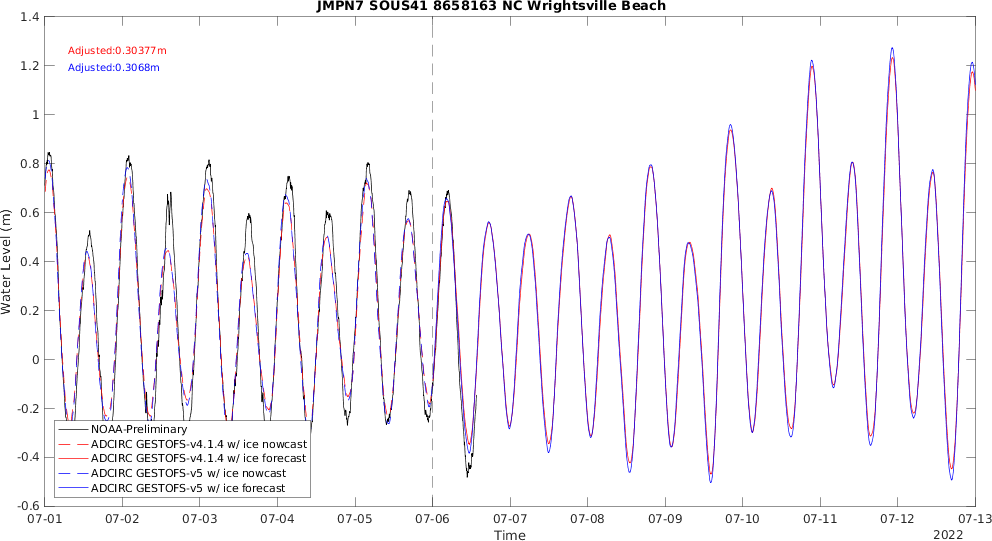 JMPN7 SOUS41 8658163 NC Wrightsville Beach
1.4
1.2
1
0.8
0.6
0.4
0.2
0
-0.2
-0.4
-0.6
Water Level (m)
Adjusted:0.30377m
Adjusted:0.3068m
NOAA-Preliminary
ADCIRC GESTOFS-v4.1.4 w/ ice nowcast
ADCIRC GESTOFS-v4.1.4 w/ ice forecast
ADCIRC GESTOFS-v5 w/ ice nowcast
ADCIRC GESTOFS-v5 w/ ice forecast
07-01 07-02 07-03 07-04 07-05 07-06 07-07 07-08 07-09 07-10 07-11 07-12 07-13
Time
2022